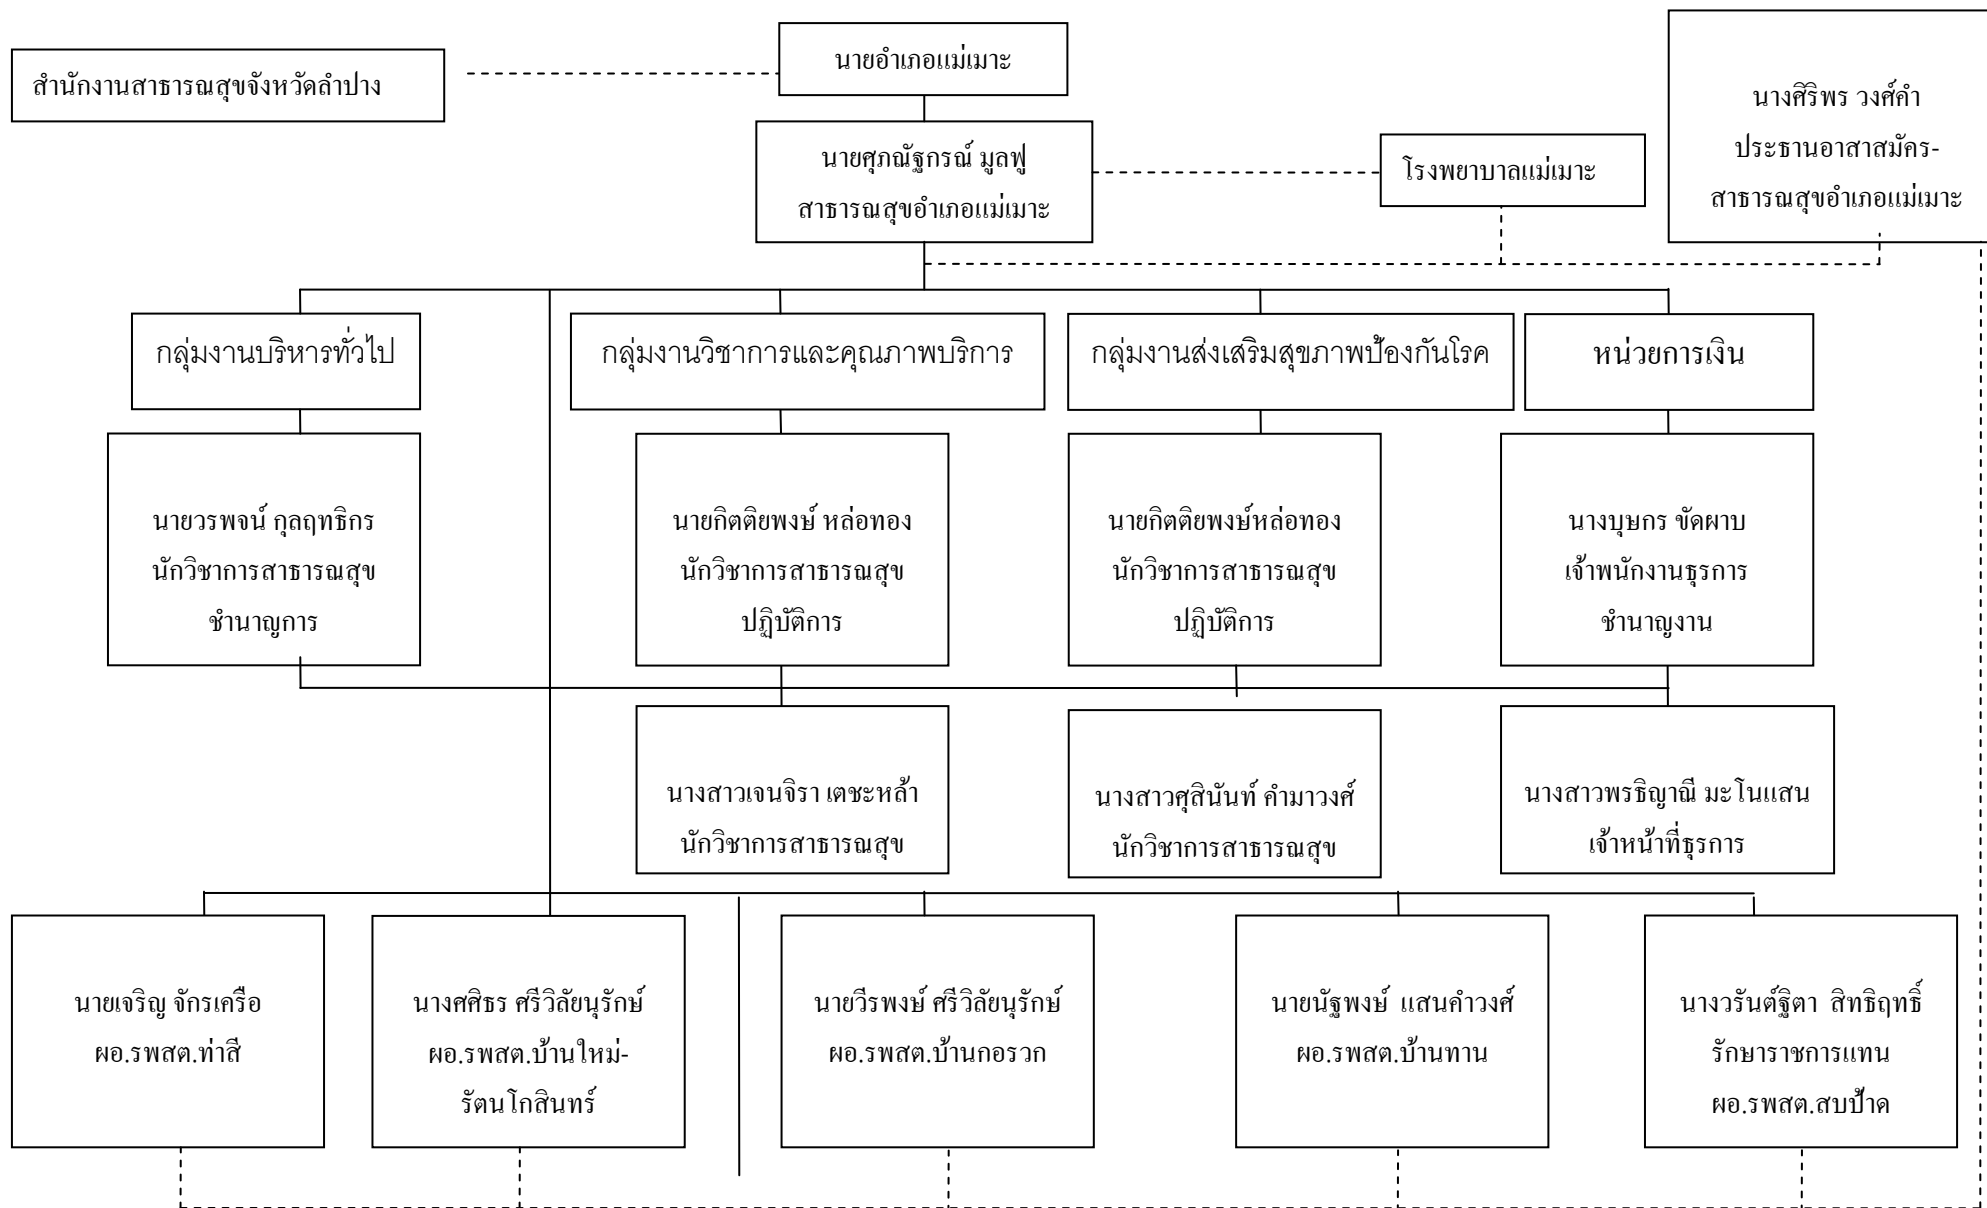 นายอำเภอแม่เมาะ
สำนักงานสาธารณสุขจังหวัดลำปาง
นางศิริพร วงศ์คำ
ประธานอาสาสมัคร-
สาธารณสุขอำเภอแม่เมาะ
นายศุภณัฐกรณ์ มูลฟู
สาธารณสุขอำเภอแม่เมาะ
โรงพยาบาลแม่เมาะ
กลุ่มงานบริหารทั่วไป
กลุ่มงานวิชาการและคุณภาพบริการ
กลุ่มงานส่งเสริมสุขภาพป้องกันโรค
หน่วยการเงิน
นายวรพจน์ กุลฤทธิกร
นักวิชาการสาธารณสุข
ชำนาญการ
นายกิตติยพงษ์ หล่อทอง
นักวิชาการสาธารณสุข
ปฏิบัติการ
นายกิตติยพงษ์หล่อทอง
นักวิชาการสาธารณสุข
ปฏิบัติการ
นางบุษกร ขัดผาบ
เจ้าพนักงานธุรการ
ชำนาญงาน
นางสาวเจนจิรา เตชะหล้า
นักวิชาการสาธารณสุข
นางสาวศุสินันท์ คำมาวงศ์
นักวิชาการสาธารณสุข
นางสาวพรธิญาณี มะโนแสน
เจ้าหน้าที่ธุรการ
นายเจริญ จักรเครือ
ผอ.รพสต.ท่าสี
นางศศิธร ศรีวิลัยนุรักษ์
ผอ.รพสต.บ้านใหม่-
รัตนโกสินทร์
นายวีรพงษ์ ศรีวิลัยนุรักษ์
ผอ.รพสต.บ้านกอรวก
นายนัฐพงษ์ แสนคำวงศ์
ผอ.รพสต.บ้านทาน
นางวรันต์ฐิตา สิทธิฤทธิ์
รักษาราชการแทน
ผอ.รพสต.สบป้าด